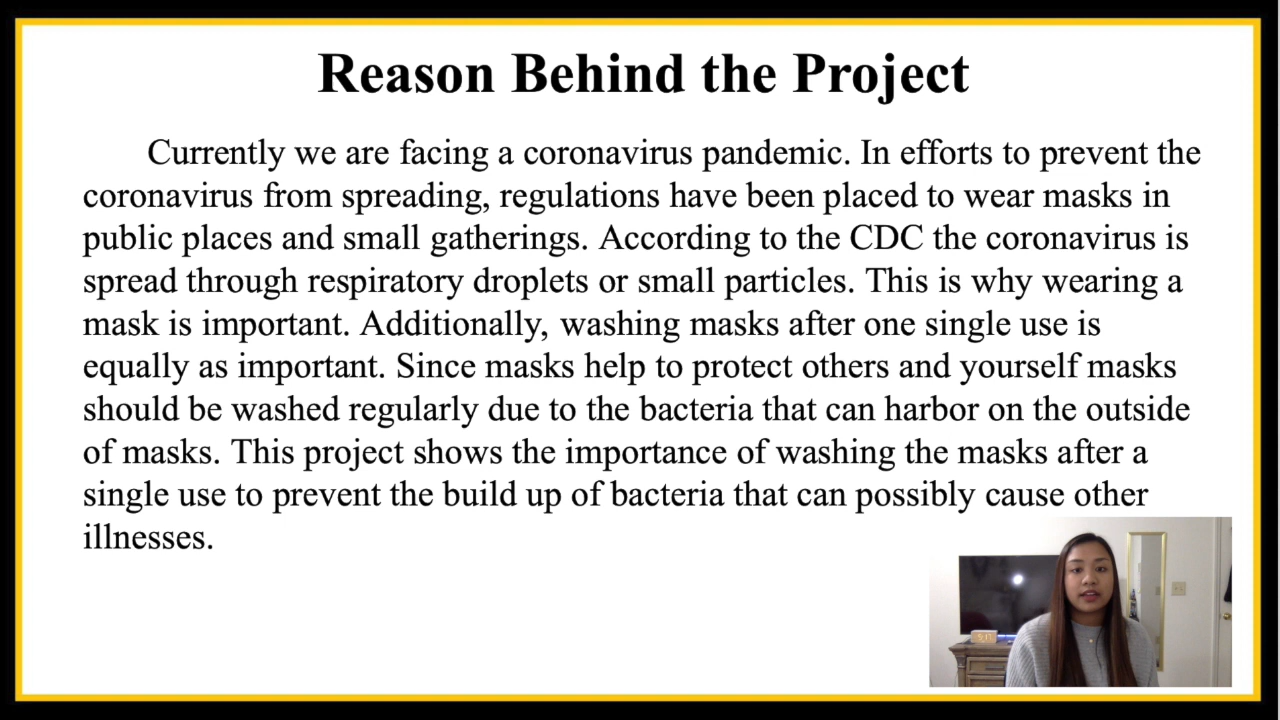 Reason Behind the Project
Currently we are facing a coronavirus pandemic. In efforts to prevent the
coronavirus from spreading, regulations have been placed to wear masks in
public places and small gatherings. According to the CDC the coronavirus is
spread through respiratory droplets or small particles. This is why wearing a
mask is important. Additionally, washing masks after one single use is
equally as important. Since masks help to protect others and yourself masks
should be washed regularly due to the bacteria that can harbor on the outside
of masks. This project shows the importance of washing the masks after a
single use to prevent the build up of bacteria that can possibly cause other
illnesses.